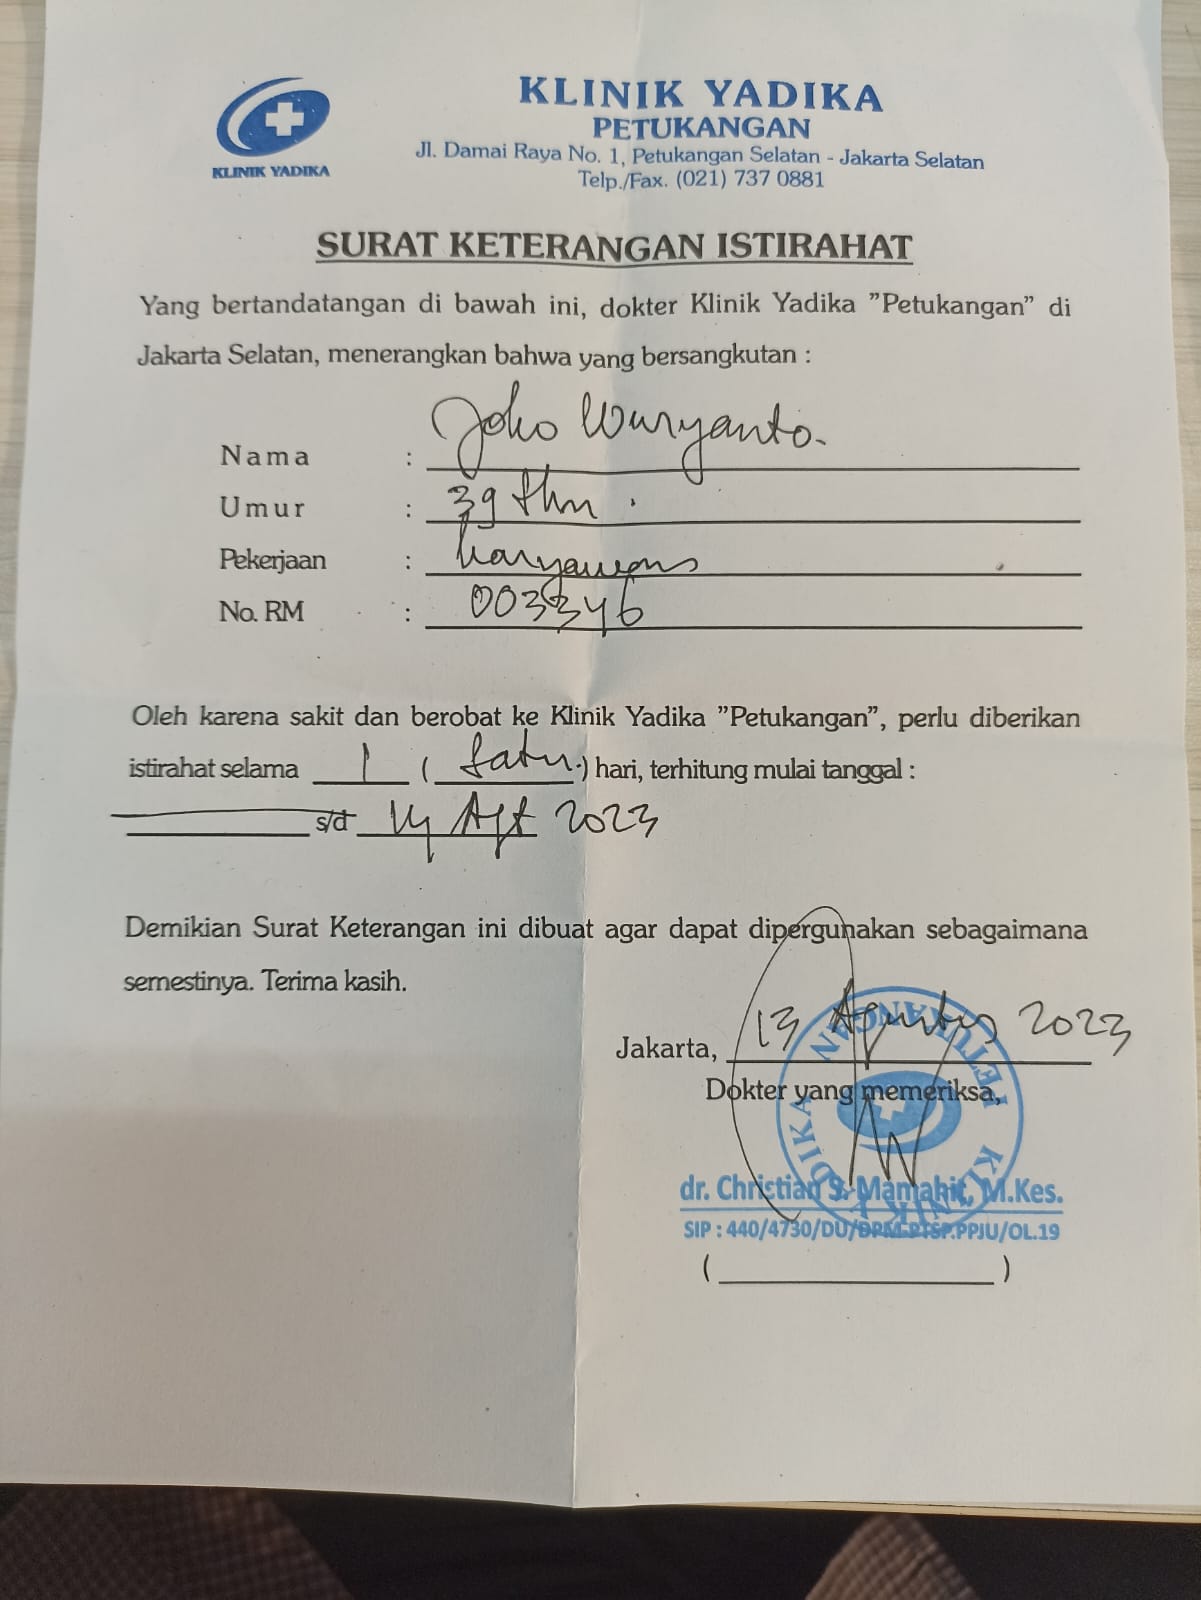 KLINIK YADIKA
KLINIK YADIKA
PETUKANGAN
Jl. Damai Raya No. 1, Petukangan Selatan - Jakarta Selatan
Telp./Fax. (021) 737 0881
SURAT KETERANGAN ISTIRAHAT
Yang bertandatangan di bawah ini, dokter Klinik Yadika ”Petukangan” di
Jakarta Selatan, menerangkan bahwa yang bersangkutan :
Nama : Joko Wuryanto.
Umur : 39 thn.
Pekerjaan : karyawan
No. RM : 003346
Oleh karena sakit dan berobat ke Klinik Yadika ”Petukangan”, perlu diberikan
istirahat selama 1 (satu.) hari, terhitung mulai tanggal :
s/d 14 Agt 2023
Demikian Surat Keterangan ini dibuat agar dapat dipergunakan sebagaimana
semestinya. Terima kasih.
Jakarta, 13 Agustus 2023
Dokter yang memeriksa,
KLINIK YADIKA PETUKANGAN
dr. Christian S. Mamahit, M.Kes.
SIP : 440/4730/DU/DRM-PTSP.PPJU/OL.19
( )